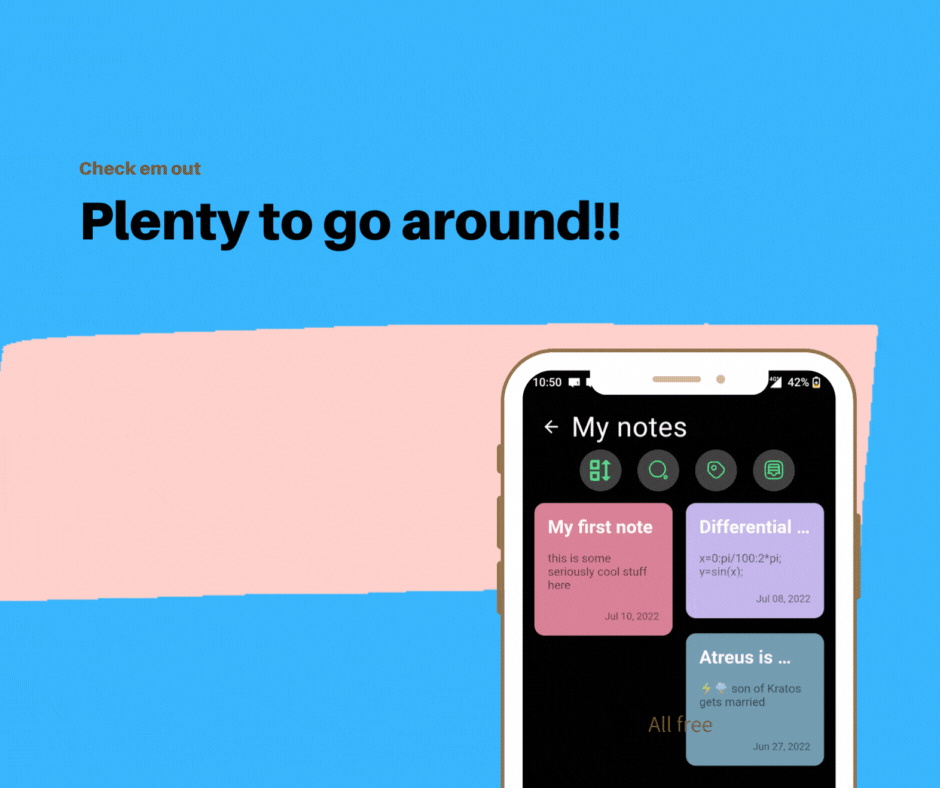 Check em out
Plenty to go around!!
10:50
4G
42%
My notes
My first note
this is some
seriously cool stuff
here
Jul 10, 2022
Differential ...
x=0:pi/100:2*pi;
y=sin(x);
Jul 08, 2022
Atreus is ...
⚡🌩 son of Kratos
gets married
All free
Jun 27, 2022